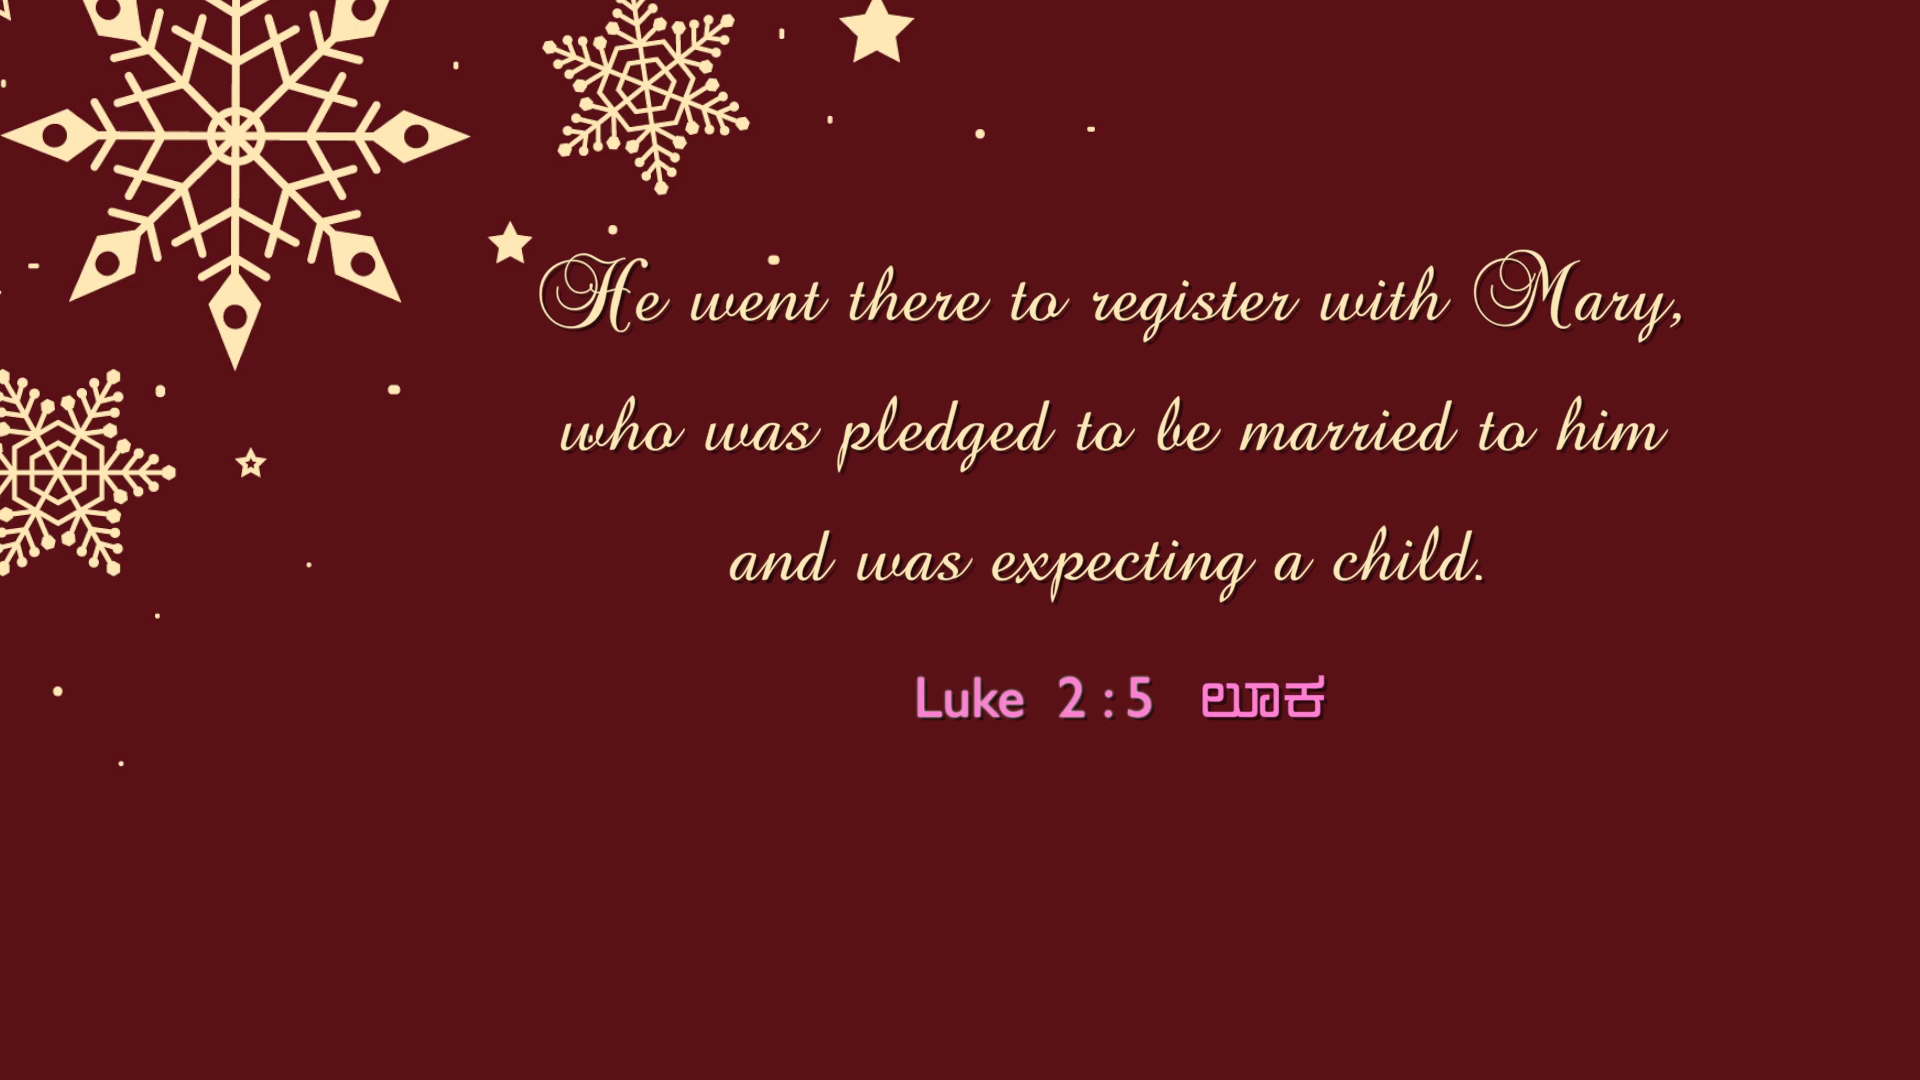 He went there to register with Mary,
who was pledged to be married to him
and was expecting a child.
Luke 2:5 ಲೂಕ